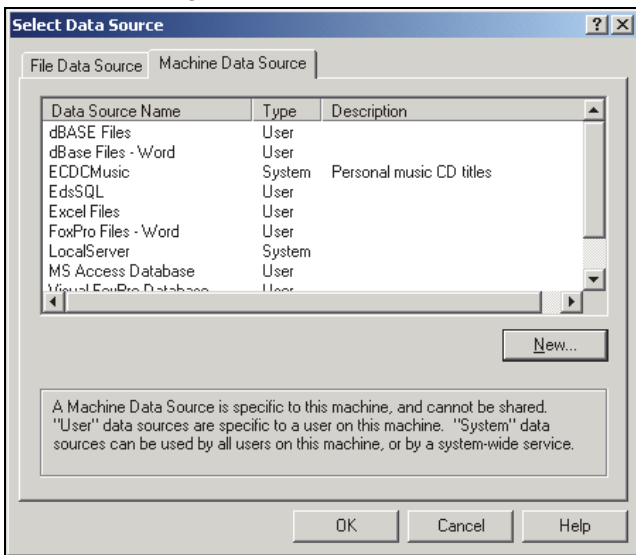 Select Data Source
File Data Source Machine Data Source
Data Source Name Type Description
dBASE Files User
dBase Files - Word User
ECDCMusic System Personal music CD titles
EdsSQL User
Excel Files User
FoxPro Files - Word User
LocalServer System
MS Access Database User
Visual FoxPro Database User
New...
A Machine Data Source is specific to this machine, and cannot be shared.
"User" data sources are specific to a user on this machine. "System" data
sources can be used by all users on this machine, or by a system-wide service.
OK Cancel Help